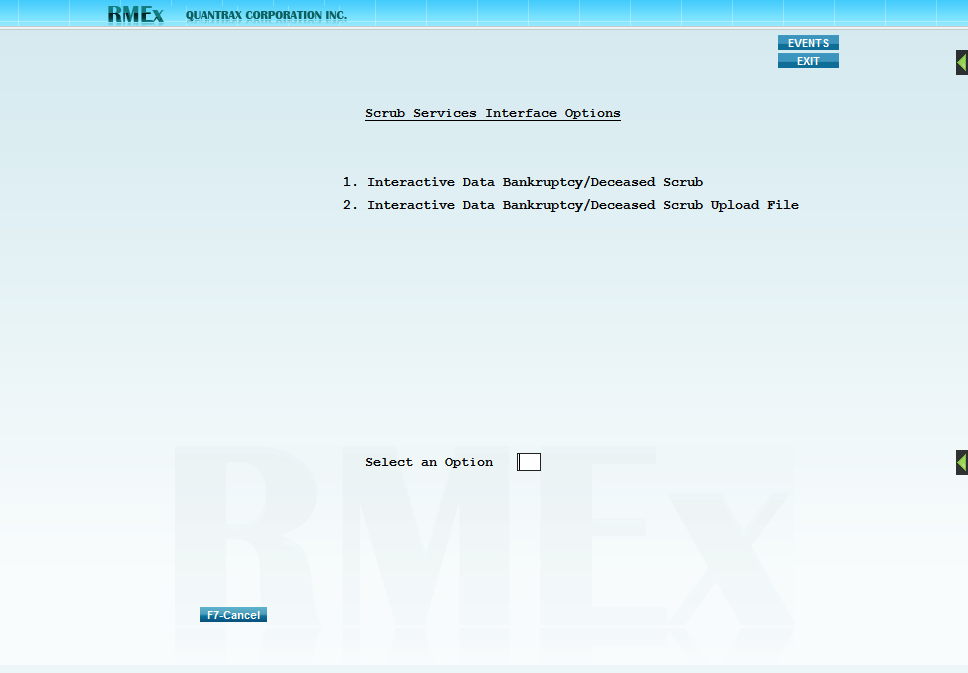 RMEx QUANTRAX CORPORATION INC.
EVENTS
EXIT
Scrub Services Interface Options
1. Interactive Data Bankruptcy/Deceased Scrub
2. Interactive Data Bankruptcy/Deceased Scrub Upload File
Select an Option
RMEx
F7-Cancel